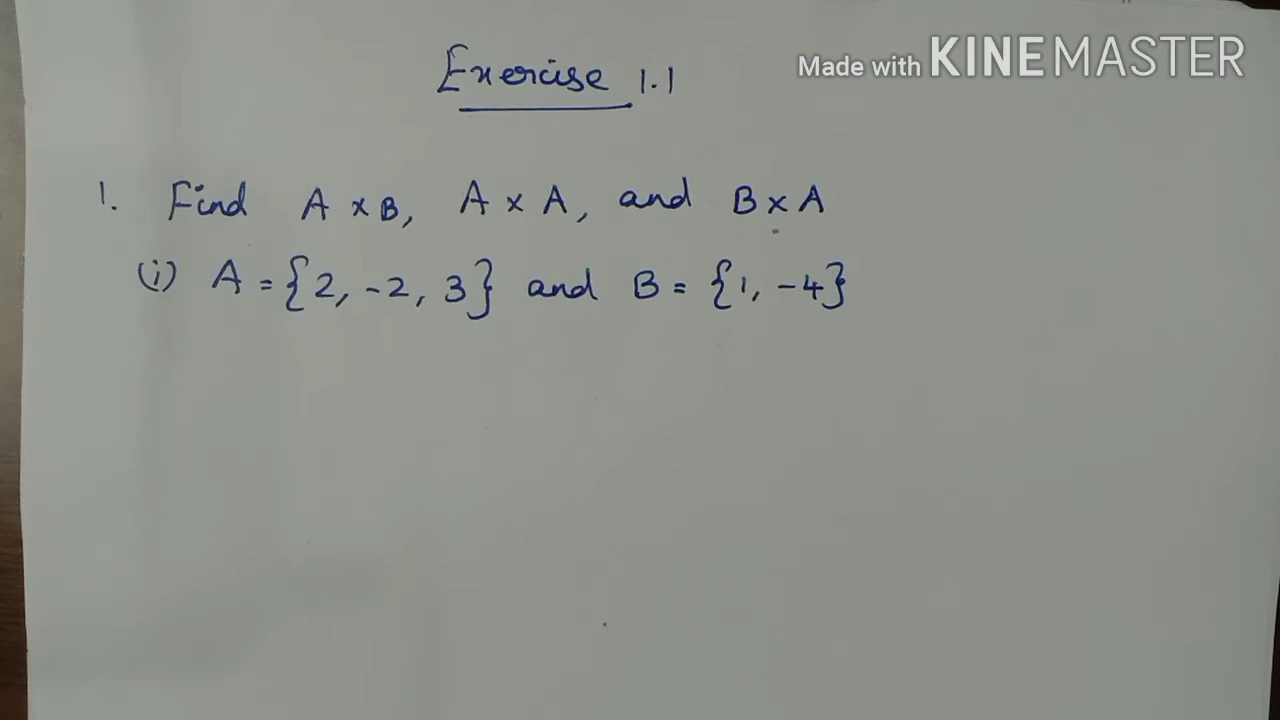 Made with KINEMASTER
Exercise 1.1
1. Find A × B, A × A, and B × A
(i) A = {2, -2, 3} and B = {1, -4}